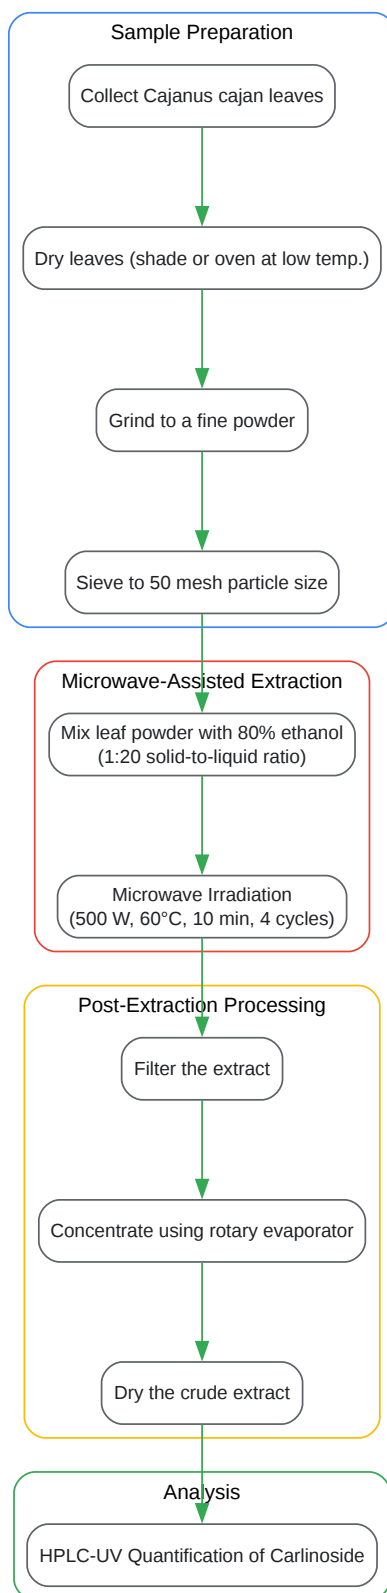 Sample Preparation
Collect Cajanus cajan leaves
Dry leaves (shade or oven at low temp.)
Grind to a fine powder
Sieve to 50 mesh particle size
Microwave-Assisted Extraction
Mix leaf powder with 80% ethanol
(1:20 solid-to-liquid ratio)
Microwave Irradiation
(500 W, 60°C, 10 min, 4 cycles)
Post-Extraction Processing
Filter the extract
Concentrate using rotary evaporator
Dry the crude extract
Analysis
HPLC-UV Quantification of Carlinoside